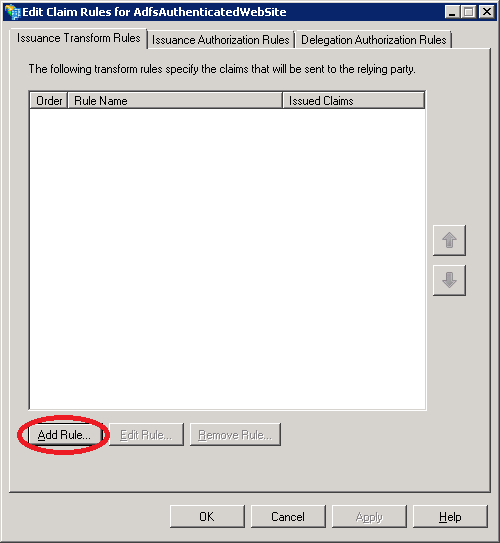 Edit Claim Rules for AdfsAuthenticatedWebSite
Issuance Transform Rules Issuance Authorization Rules Delegation Authorization Rules
The following transform rules specify the claims that will be sent to the relying party.
Order Rule Name Issued Claims
Add Rule... Edit Rule... Remove Rule...
OK Cancel Apply Help